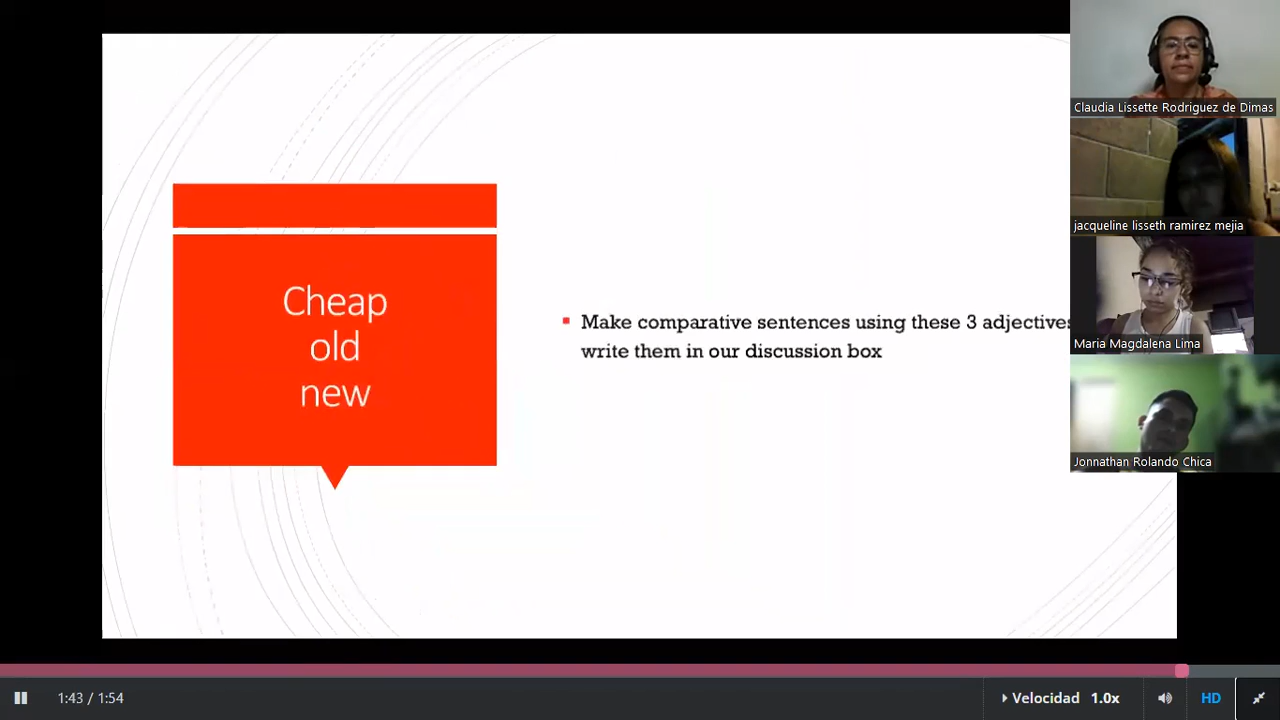 Cheap
old
new
Make comparative sentences using these 3 adjectives
write them in our discussion box
Claudia Lissette Rodriguez de Dimas
jacqueline lisseth ramirez mejia
Maria Magdalena Lima
Jonnathan Rolando Chica
1:43 / 1:54
Velocidad 1.0x
HD